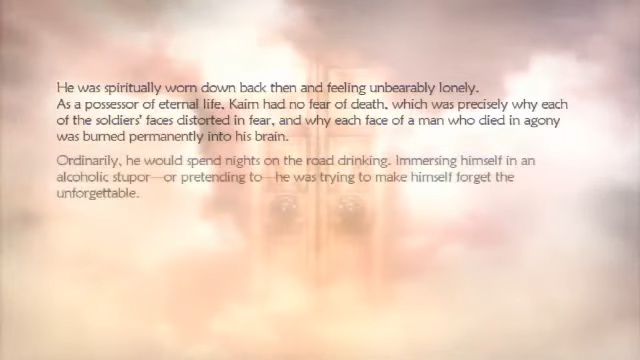 He was spiritually worn down back then and feeling unbearably lonely.
As a possessor of eternal life, Kaim had no fear of death, which was precisely why each
of the soldiers' faces distorted in fear, and why each face of a man who died in agony
was burned permanently into his brain.
Ordinarily, he would spend nights on the road drinking. Immersing himself in an
alcoholic stupor—or pretending to—he was trying to make himself forget the
unforgettable.